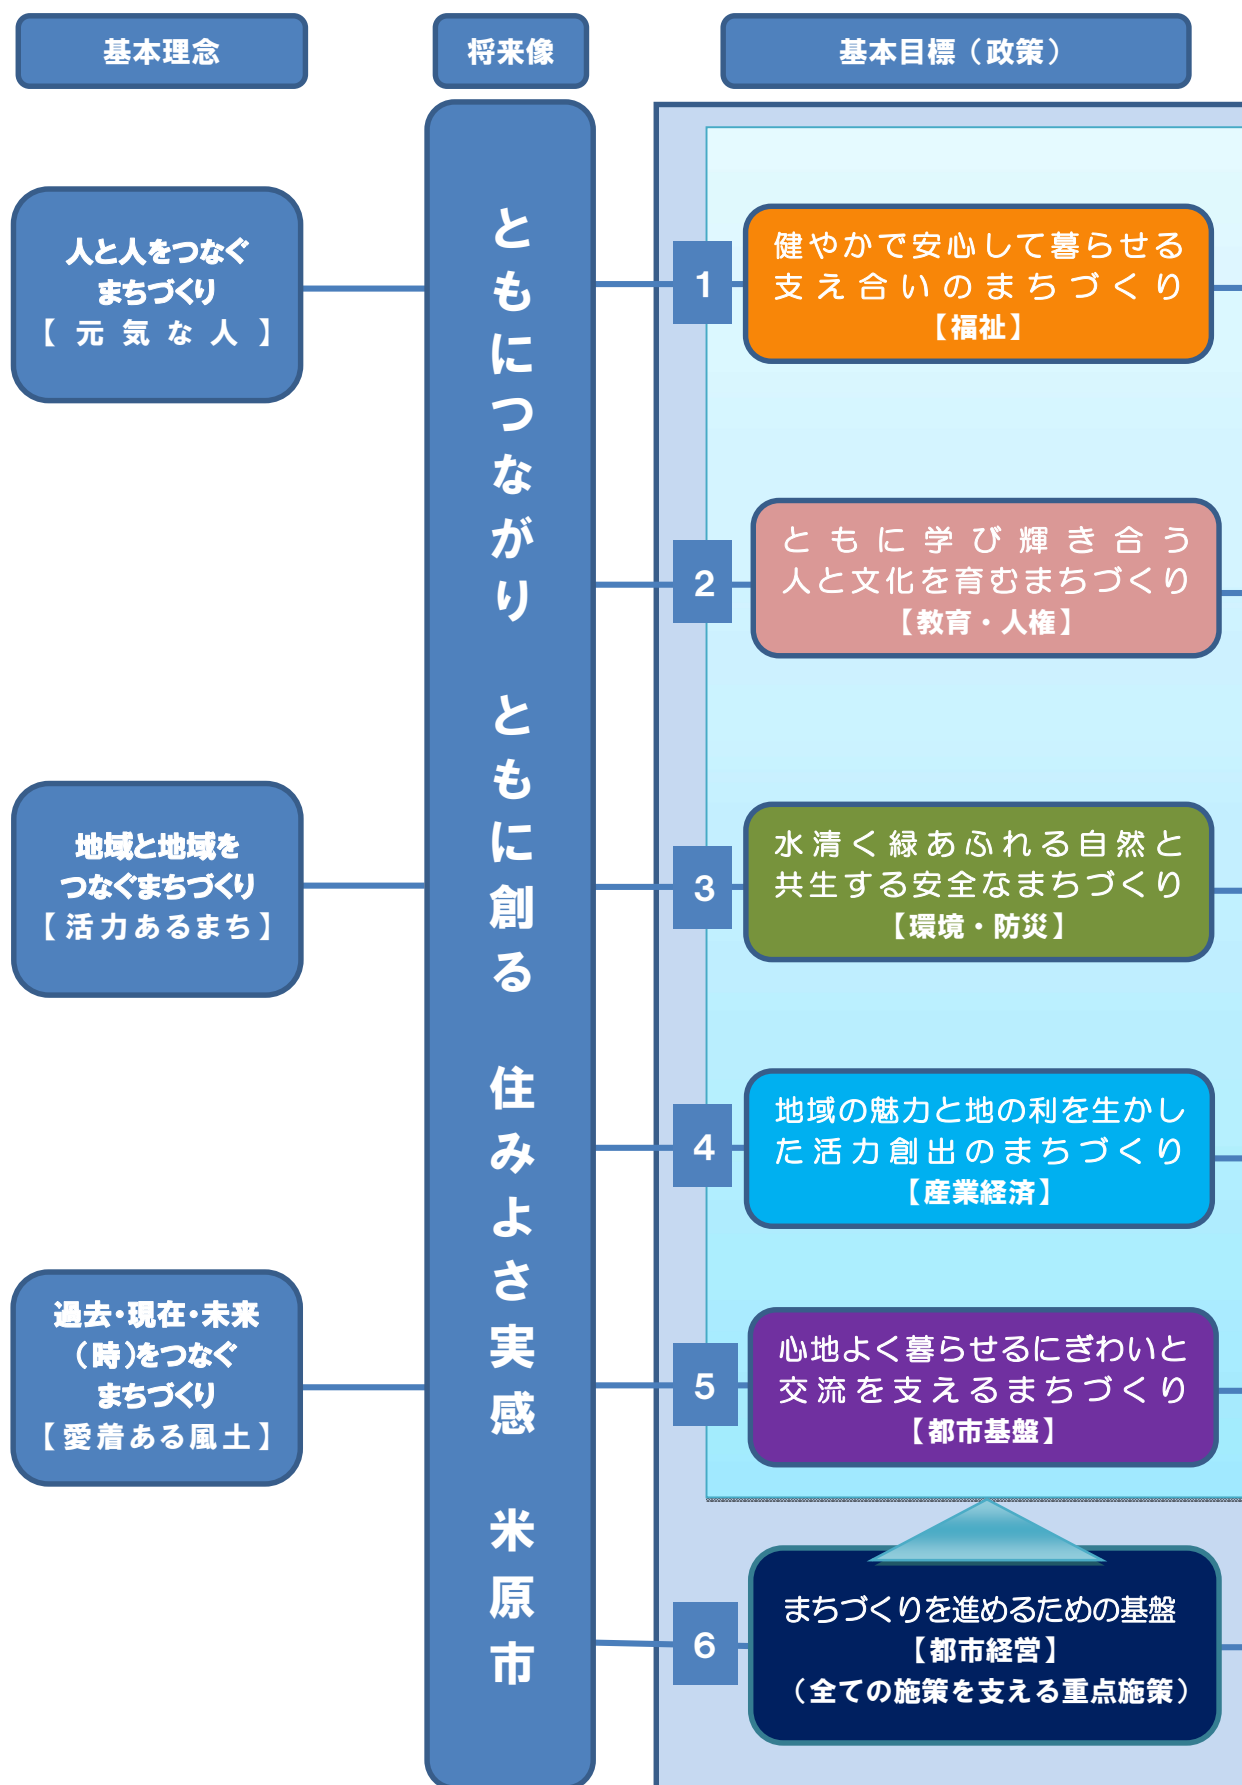 基本理念
将来像
基本目標（政策）
人と人をつなぐ
まちづくり
【元気な人】
地域と地域を
つなぐまちづくり
【活力あるまち】
過去・現在・未来
（時）をつなぐ
まちづくり
【愛着ある風土】
ともにつながり　ともに創る　住みよさ実感　米原市
1
健やかで安心して暮らせる
支え合いのまちづくり
【福祉】
2
ともに学び輝き合う
人と文化を育むまちづくり
【教育・人権】
3
水清く緑あふれる自然と
共生する安全なまちづくり
【環境・防災】
4
地域の魅力と地の利を生かし
た活力創出のまちづくり
【産業経済】
5
心地よく暮らせるにぎわいと
交流を支えるまちづくり
【都市基盤】
6
まちづくりを進めるための基盤
【都市経営】
（全ての施策を支える重点施策）